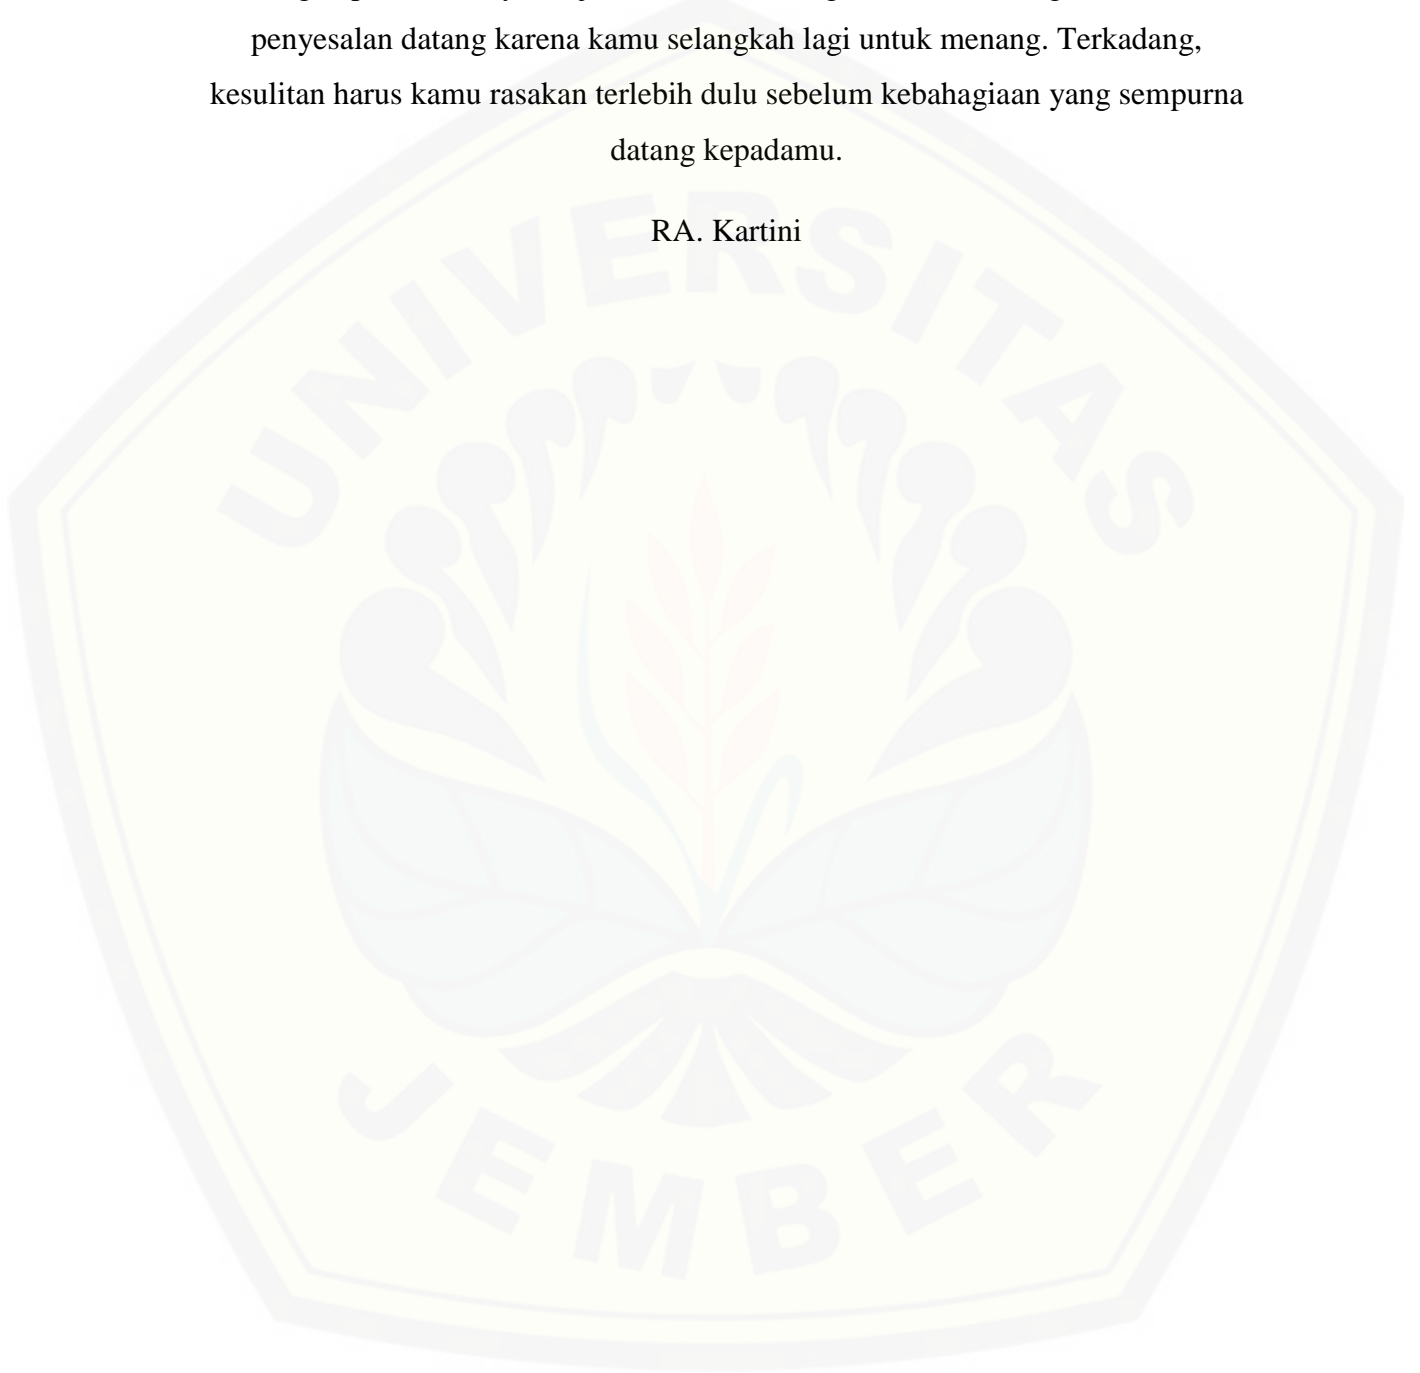 penyesalan datang karena kamu selangkah lagi untuk menang. Terkadang,
kesulitan harus kamu rasakan terlebih dulu sebelum kebahagiaan yang sempurna
datang kepadamu.
RA. Kartini
UNIVERSITAS
JEMBER